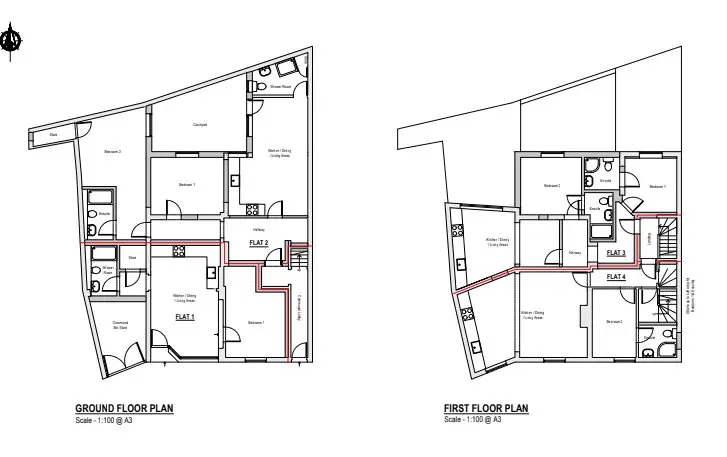 Shower Room
Store
Courtyard
Bedroom 2
Kitchen / Dining
/ Living Areas
Bedroom 1
Ensuite
Hallway
FLAT 2
Store
Shower
Room
Kitchen / Dining
/ Living Areas
FLAT 1
Bedroom 1
Communal Lobby
Command
Bin Store
GROUND FLOOR PLAN
Scale - 1:100 @ A3
Bedroom 2
Ensuite
Bedroom 1
Ensuite
Kitchen / Dining
/ Living Areas
Hallway
FLAT 3
Lobby
FLAT 4
Kitchen / Dining
/ Living Areas
Bedroom 2
Ensuite
FIRST FLOOR PLAN
Scale - 1:100 @ A3